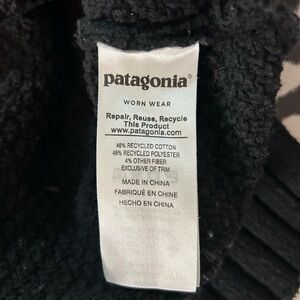 patagonia®
WORN WEAR
Repair, Reuse, Recycle
This Product
www.patagonia.com
48% RECYCLED COTTON
48% RECYCLED POLYESTER
4% OTHER FIBER
EXCLUSIVE OF TRIM
MADE IN CHINA
FABRIQUÉ EN CHINE
HECHO EN CHINA